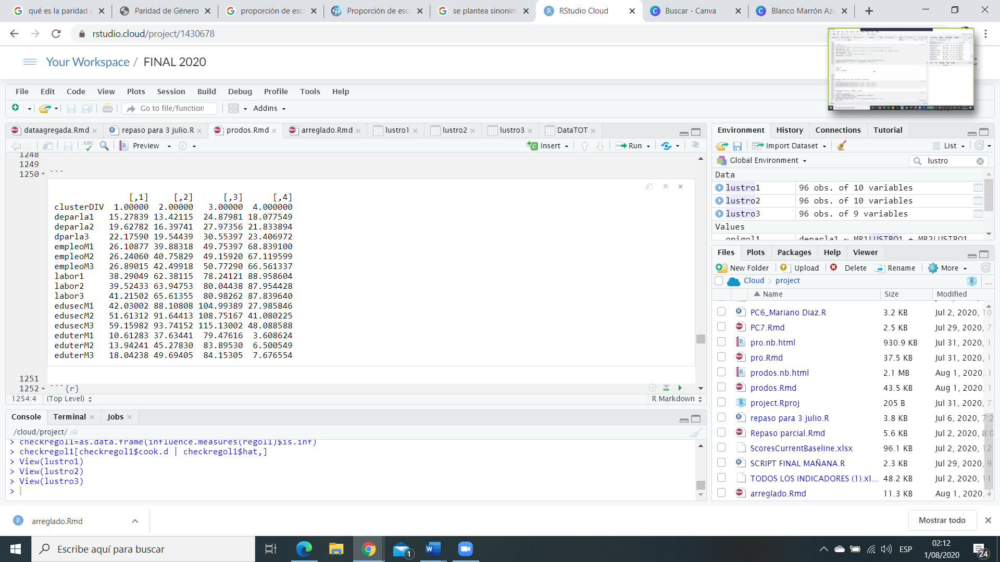 qué es la paridad
Paridad de Género
proporción de esca
Proporción de esca
se plantea sinonim
RStudio Cloud
Buscar - Canva
Blanco Marrón Az
rstudio.cloud/project/1430678
Your Workspace / FINAL 2020
File Edit Code View Plots Session Build Debug Profile Tools Help
Go to file/function Addins
dataagregada.Rmd repaso para 3 julio.R prodos.Rmd arreglado.Rmd lustro1 lustro2 lustro3 DataTOT
ABC Preview Insert Run
1248
1249
1250 ```
[,1] [,2] [,3] [,4]
clusterDIV 1.00000 2.00000 3.00000 4.000000
deparla1 15.27839 13.42115 24.87981 18.077549
deparla2 19.62782 16.39741 27.97356 21.833894
dparla3 22.17590 19.54439 30.55397 23.406972
empleoM1 26.10877 39.88318 49.75397 68.839100
empleoM2 26.24060 40.75829 49.15920 67.119599
empleoM3 26.89015 42.49918 50.77290 66.561337
labor1 38.29049 62.38115 78.24121 88.958604
labor2 39.52433 63.94753 80.04438 87.954428
labor3 41.21502 65.61355 80.98262 87.839640
edusecM1 42.03002 88.10808 104.99389 27.985846
edusecM2 51.61312 91.64413 108.75167 41.080225
edusecM3 59.15982 93.74152 115.13002 48.088588
eduterM1 10.61283 37.63441 79.47616 3.608624
eduterM2 13.94241 45.27830 83.89530 6.500549
eduterM3 18.04238 49.69405 84.15305 7.676554
1251
1252 ```{r}
1254:4 (Top Level) R Markdown
Console Terminal Jobs
/cloud/project/
> checkregol1=as.data.frame(influence.measures(regol1)$is.inf)
> checkregol1[checkregol1$cook.d | checkregol1$hat,]
> View(lustro1)
> View(lustro2)
> View(lustro3)
>
Environment History Connections Tutorial
Import Dataset List
Global Environment lustro
Data
lustro1 96 obs. of 10 variables
lustro2 96 obs. of 10 variables
lustro3 96 obs. of 9 variables
Values
opigol1 deparla1 ~ MR1LUSTRO1 + MR2LUSTRO1
Files Plots Packages Help Viewer
New Folder Upload Delete Rename More
Cloud > project ...
Name Size Modified
PC6_Mariano Diaz.R 3.2 KB Jul 2, 2020, 10:
PC7.Rmd 2.5 KB Jul 29, 2020, 7:
pro.nb.html 930.9 KB Jul 31, 2020, 1
pro.Rmd 37.5 KB Jul 31, 2020, 1
prodos.nb.html 2.1 MB Aug 1, 2020, 1
prodos.Rmd 43.5 KB Aug 1, 2020, 1
project.Rproj 205 B Jul 31, 2020, 7:
repaso para 3 julio.R 3.8 KB Jul 6, 2020, 7:2
Repaso parcial.Rmd 5.6 KB Jul 22, 2020, 8:0
ScoresCurrentBaseline.xlsx 96.1 KB Jul 2, 2020, 12:
SCRIPT FINAL MAÑANA.R 2.3 KB Jul 29, 2020, 9:
TODOS LOS INDICADORES (1).xl... 48.2 KB Jul 2, 2020, 11:
arreglado.Rmd 11.3 KB Aug 1, 2020, 1
arreglado.Rmd Mostrar todo
Escribe aquí para buscar
1
ESP
02:12
1/08/2020
24